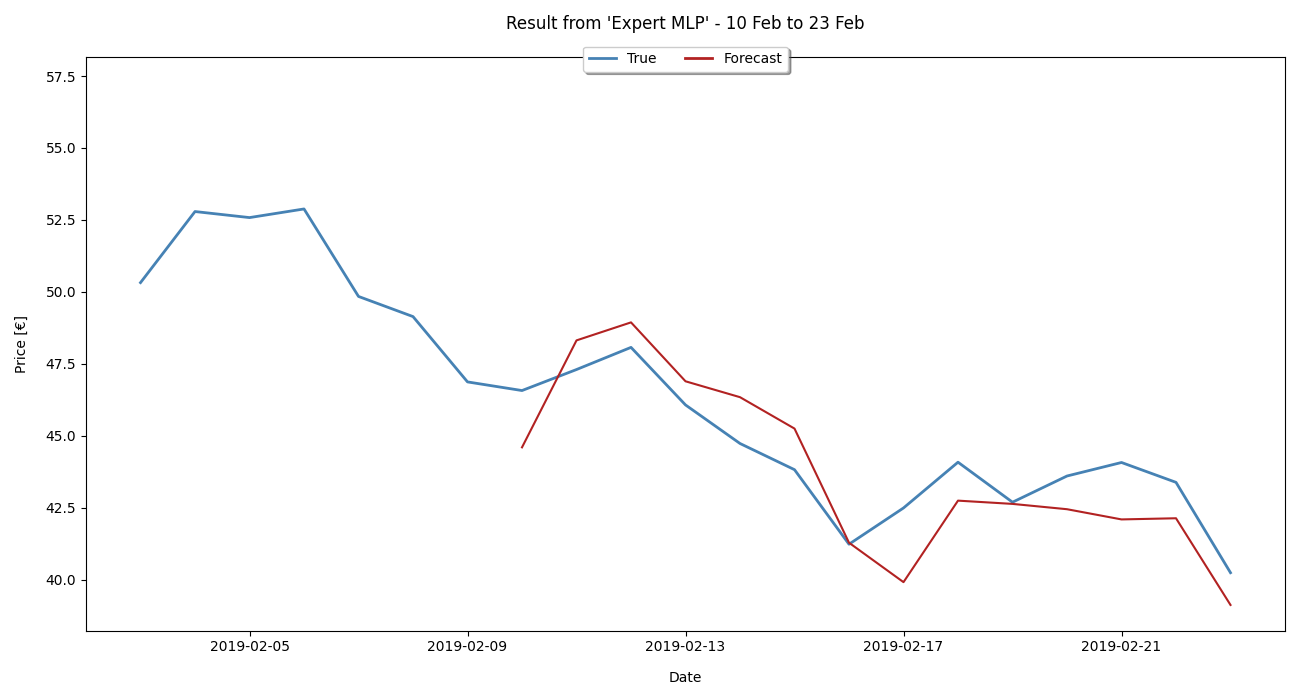 Result from 'Expert MLP' - 10 Feb to 23 Feb
True Forecast
57.5
55.0
52.5
50.0
47.5
45.0
42.5
40.0
Price [€]
2019-02-05 2019-02-09 2019-02-13 2019-02-17 2019-02-21
Date